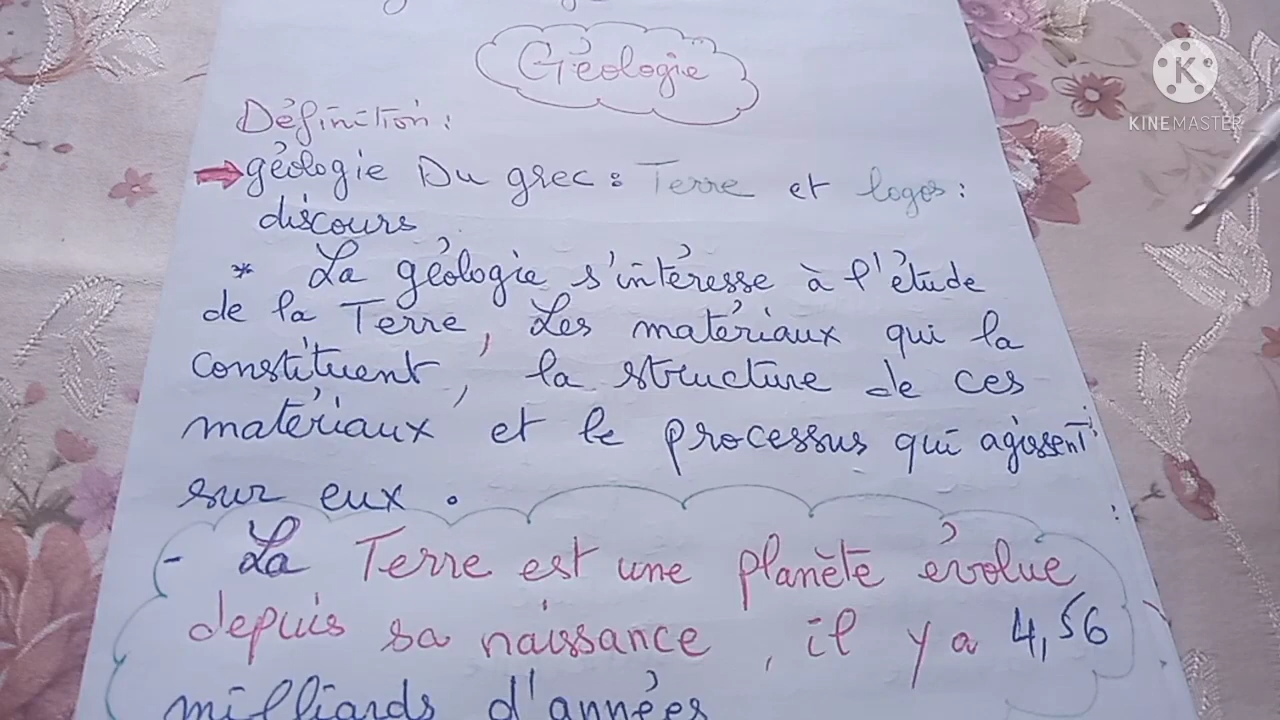 Géologie
Définition:
géologie Du grec: Terre et logos:
discours
* La géologie s'intéresse à l'étude
de la Terre, Les matériaux qui la
constituent, la structure de ces
matériaux et le processus qui agissent
sur eux.
- La Terre est une planète évolue
depuis sa naissance, il y a 4,56
milliards d'années
KINEMASTER